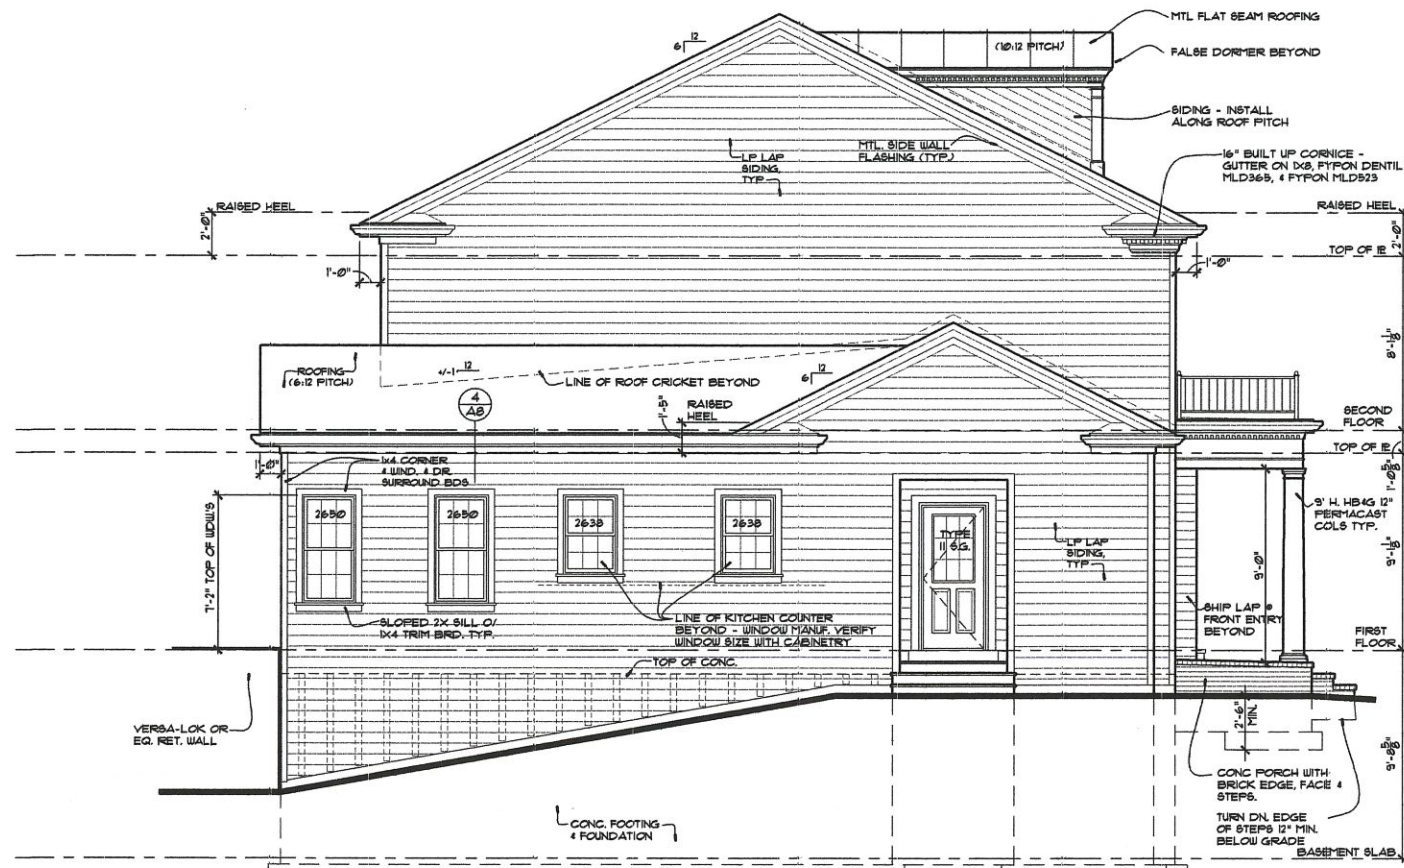 MTL FLAT SEAM ROOFING
12
6
(10:12 PITCH)
FALSE DORMER BEYOND
SIDING - INSTALL
ALONG ROOF PITCH
LP LAP
SIDING,
TYP.
MTL. SIDE WALL
FLASHING (TYP.)
16" BUILT UP CORNICE -
GUTTER ON 1X8, FYPON DENTIL
MLD365, & FYPON MLD523
RAISED HEEL
RAISED HEEL
2'-0"
2'-0"
TOP OF PL
1'-0"
1'-0"
8'-1 1/8"
ROOFING
(6:12 PITCH)
+/-1
12
LINE OF ROOF CRICKET BEYOND
12
6
4
A8
1'-5"
RAISED
HEEL
SECOND
FLOOR
TOP OF PL
1'-0"
1X4 CORNER
& WIND. & DR.
SURROUND BDS
2650
2650
2638
2638
TYPE
11 S.G.
LP LAP
SIDING,
TYP.
9'-0"
9' H. HB&G 12"
PERMACAST
COLS TYP.
9'-1 1/8"
7'-2" TOP OF WDW.'S
SLOPED 2X SILL O/
1X4 TRIM BRD. TYP.
LINE OF KITCHEN COUNTER
BEYOND - WINDOW MANUF. VERIFY
WINDOW SIZE WITH CABINETRY
SHIP LAP @
FRONT ENTRY
BEYOND
FIRST
FLOOR
TOP OF CONC.
VERSA-LOK OR
EQ. RET. WALL
2'-6"
MIN.
CONC PORCH WITH
BRICK EDGE, FACE &
STEPS.
9'-8 5/8"
TURN DN. EDGE
OF STEPS 12" MIN.
BELOW GRADE
CONC. FOOTING
& FOUNDATION
BASEMENT SLAB